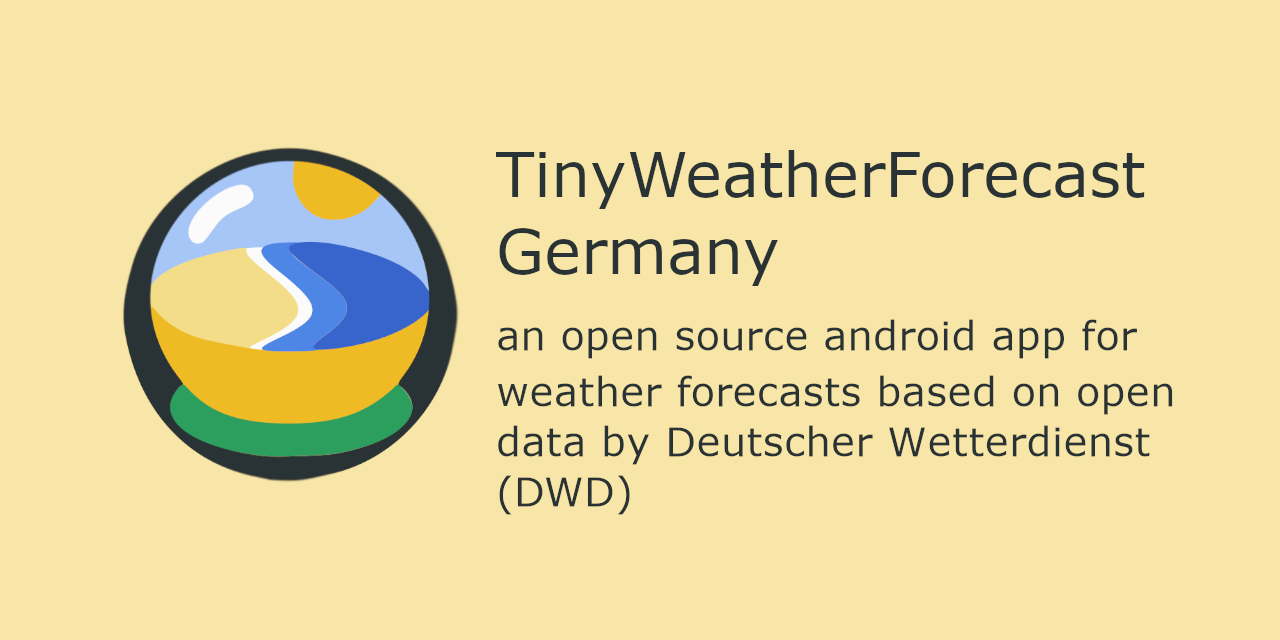 TinyWeatherForecast
Germany
an open source android app for
weather forecasts based on open
data by Deutscher Wetterdienst
(DWD)